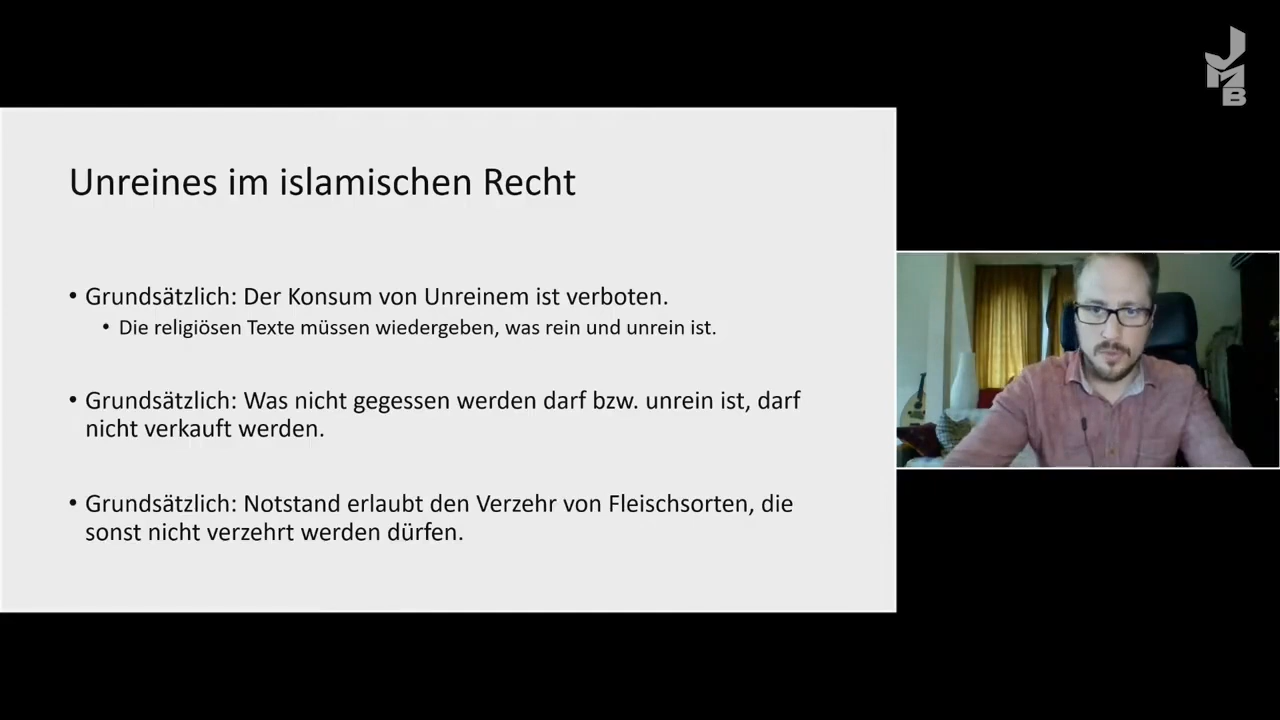 JMB
Unreines im islamischen Recht
• Grundsätzlich: Der Konsum von Unreinem ist verboten.
• Die religiösen Texte müssen wiedergeben, was rein und unrein ist.
• Grundsätzlich: Was nicht gegessen werden darf bzw. unrein ist, darf
nicht verkauft werden.
• Grundsätzlich: Notstand erlaubt den Verzehr von Fleischsorten, die
sonst nicht verzehrt werden dürfen.